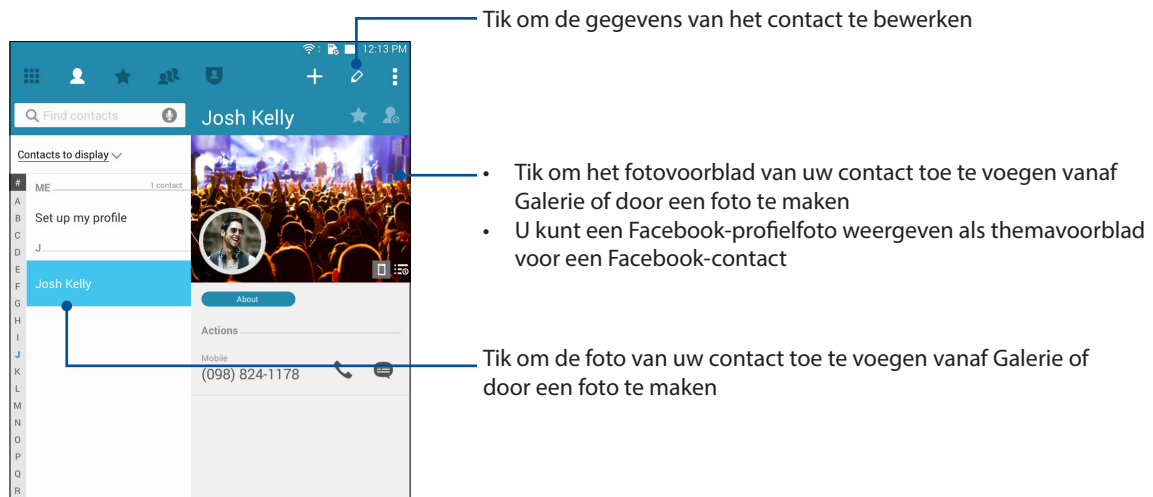 Tik om de gegevens van het contact te bewerken
12:13 PM
Find contacts
Josh Kelly
Contacts to display
#
ME
1 contact
A
B
Set up my profile
C
D
J
E
F
Josh Kelly
G
H
I
J
K
L
M
N
O
P
Q
R
About
Actions
Mobile
(098) 824-1178
• Tik om het fotovoorblad van uw contact toe te voegen vanaf
Galerie of door een foto te maken
• U kunt een Facebook-profielfoto weergeven als themavoorblad
voor een Facebook-contact
Tik om de foto van uw contact toe te voegen vanaf Galerie of
door een foto te maken